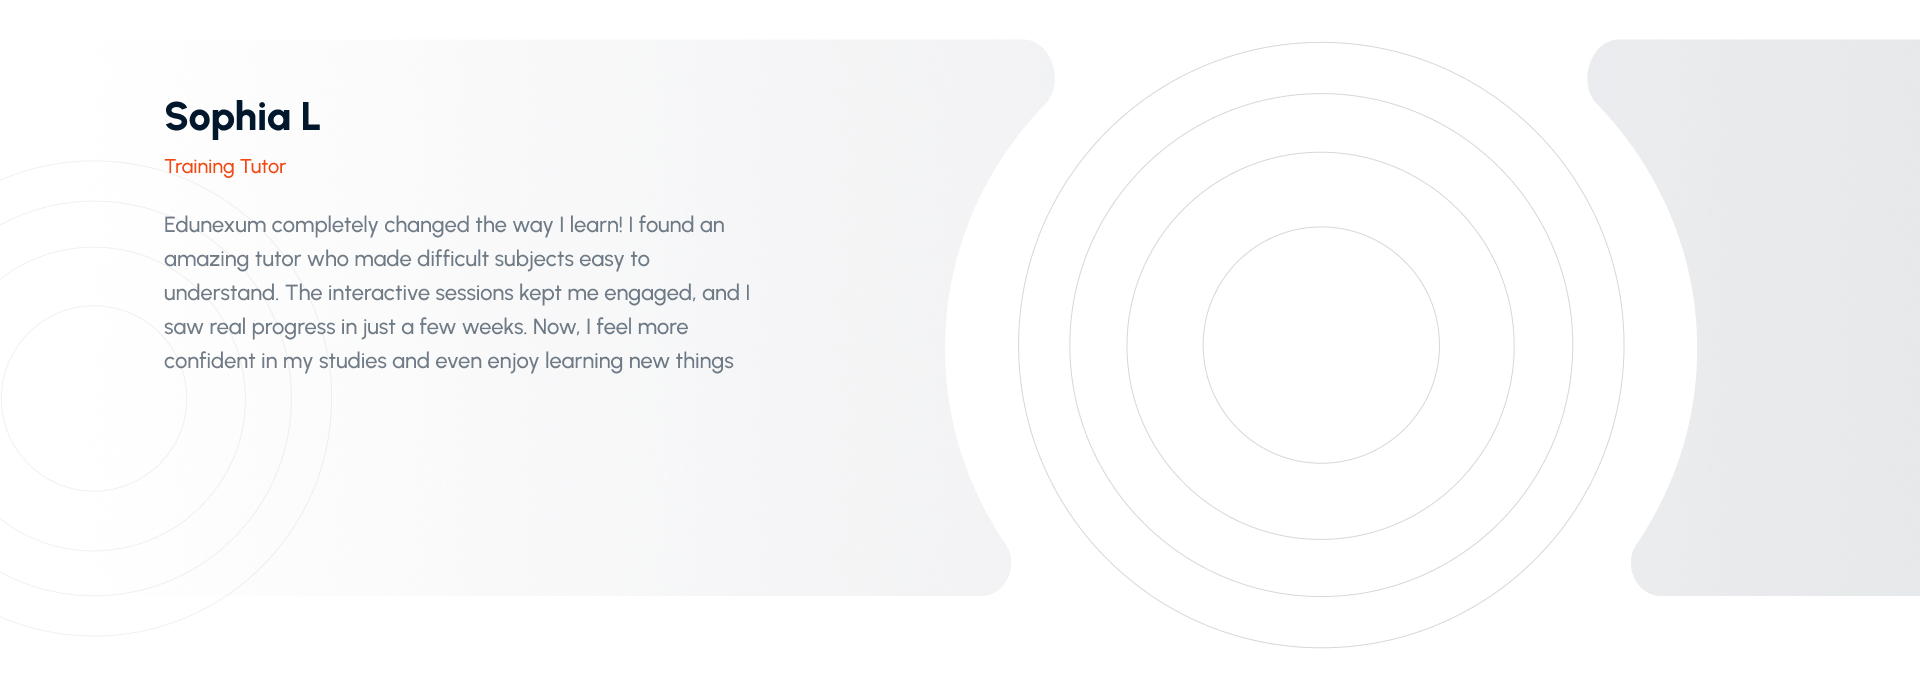 Sophia L
Training Tutor
Edunexum completely changed the way I learn! I found an
amazing tutor who made difficult subjects easy to
understand. The interactive sessions kept me engaged, and I
saw real progress in just a few weeks. Now, I feel more
confident in my studies and even enjoy learning new things